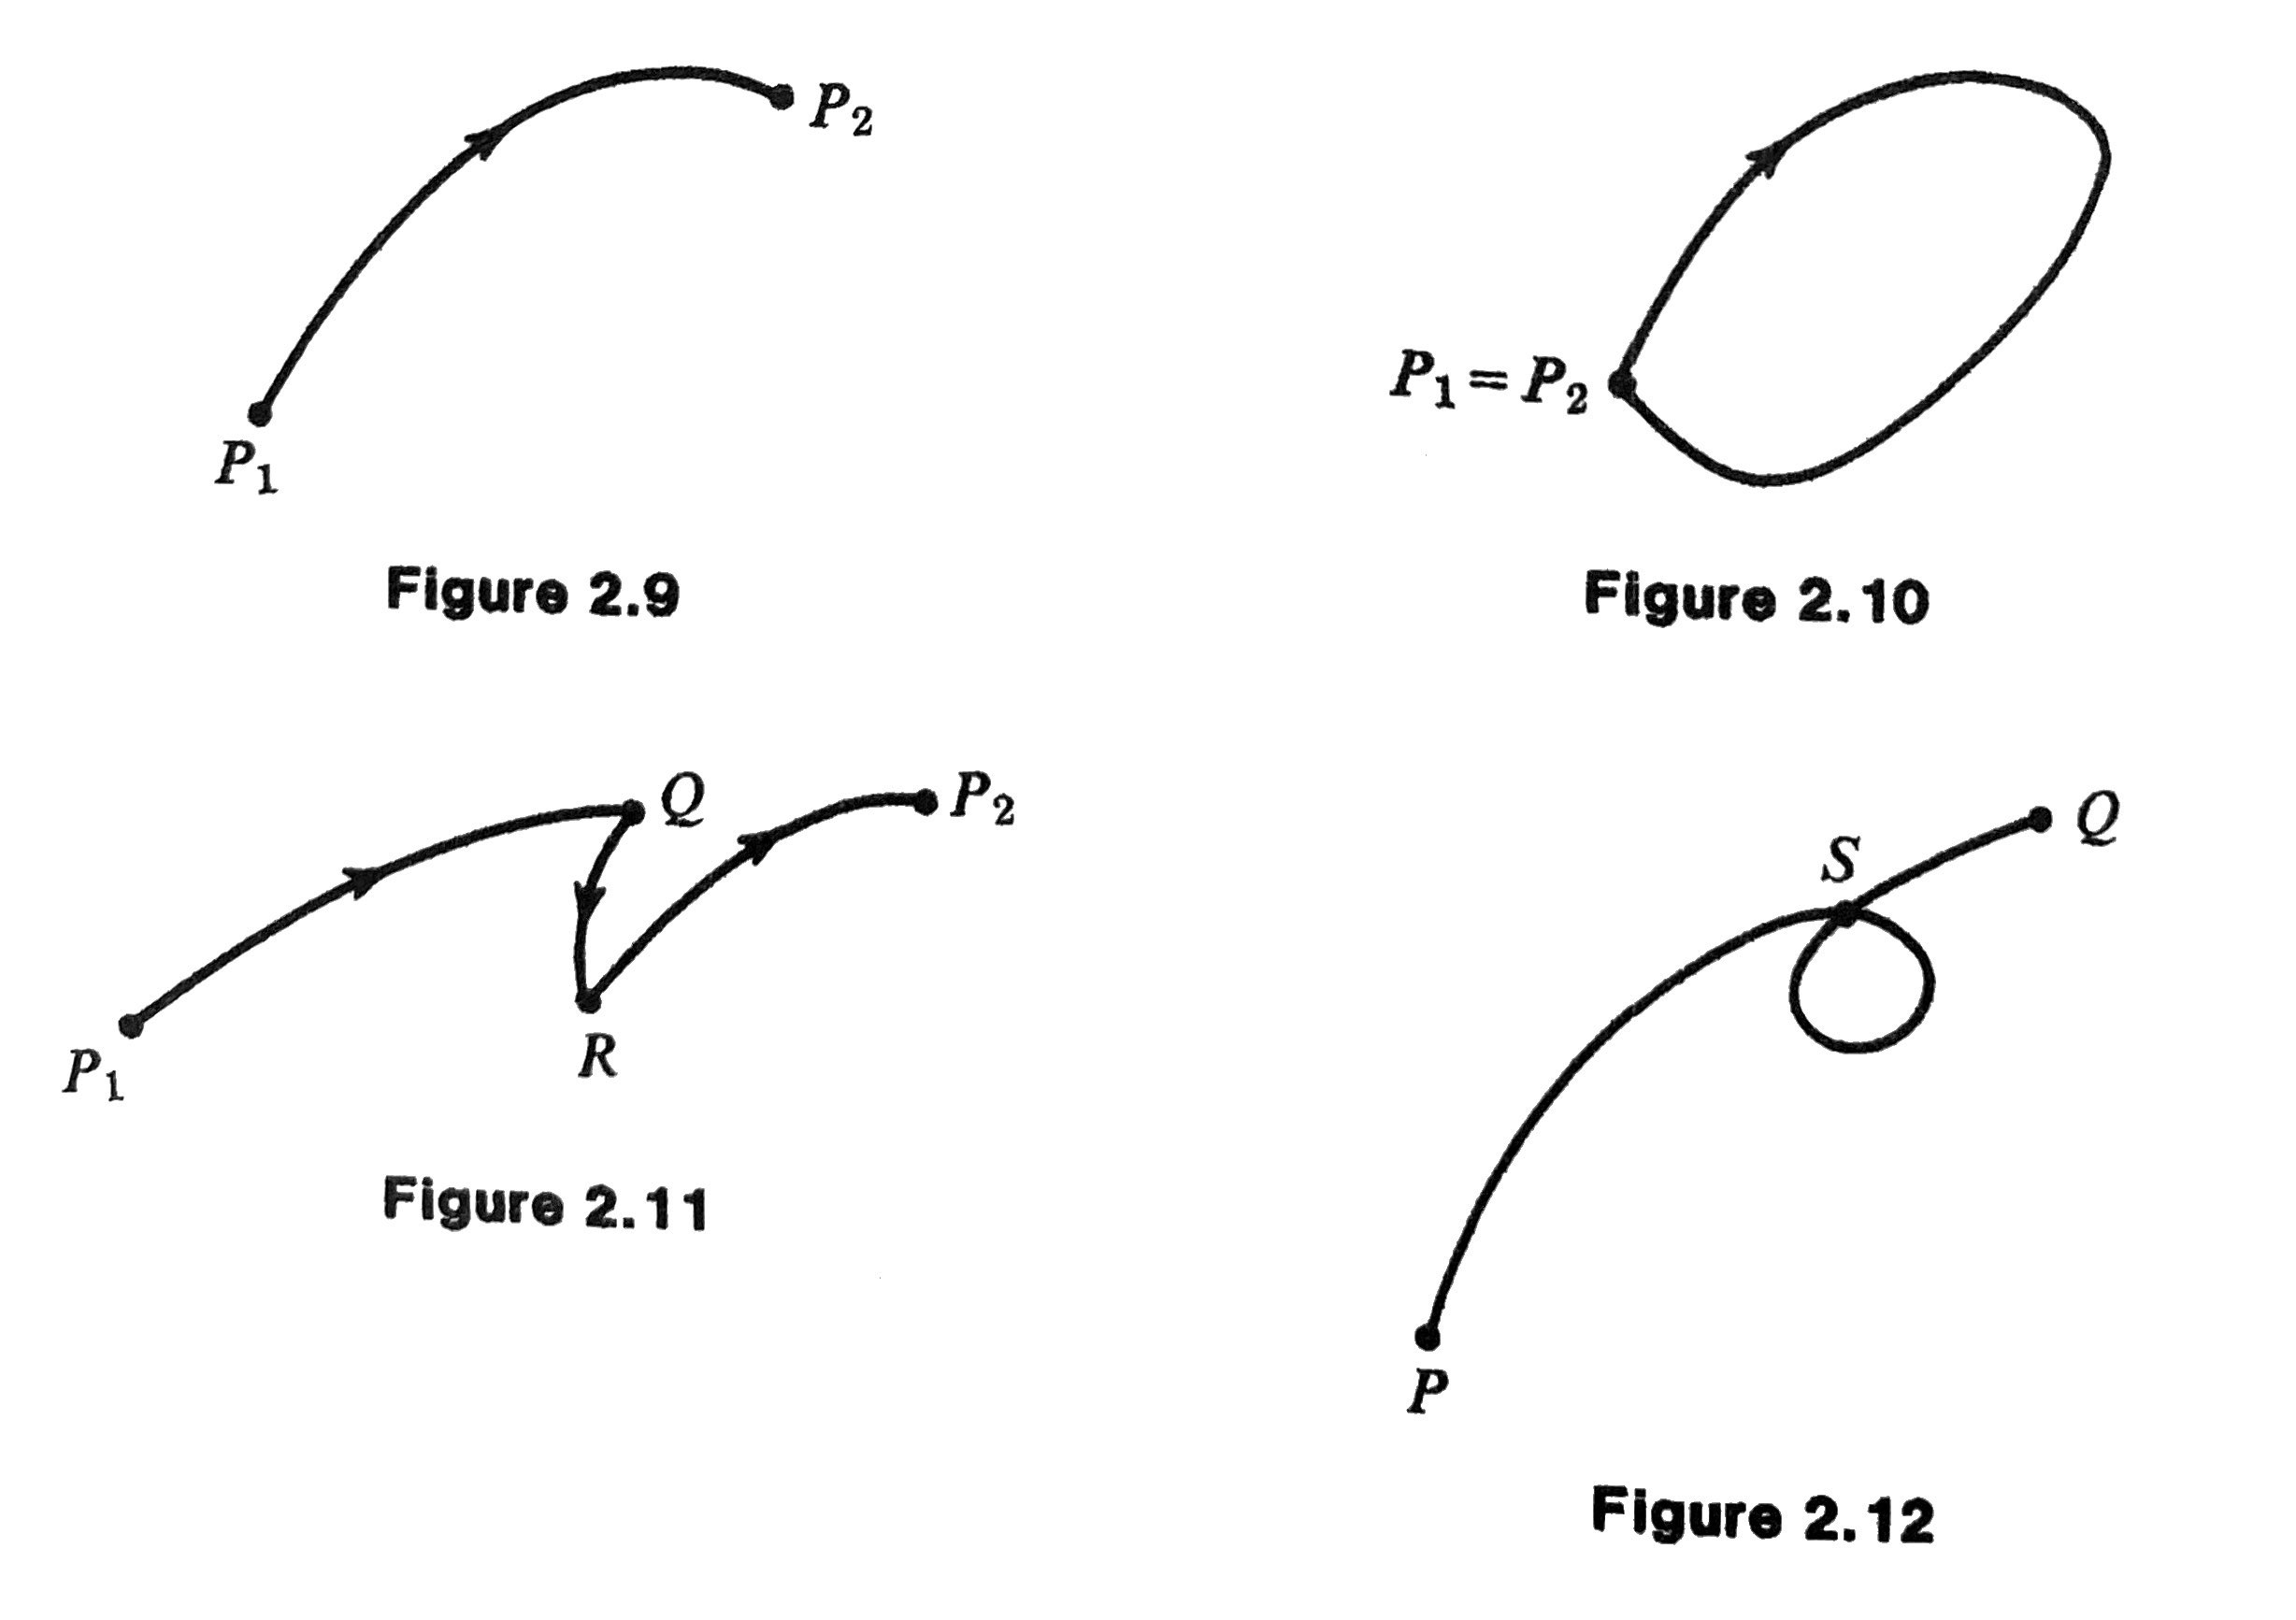 P₂
P₁
Figure 2.9
P₁ = P₂
Figure 2.10
Q
P₂
P₁
R
Figure 2.11
Q
S
P
Figure 2.12